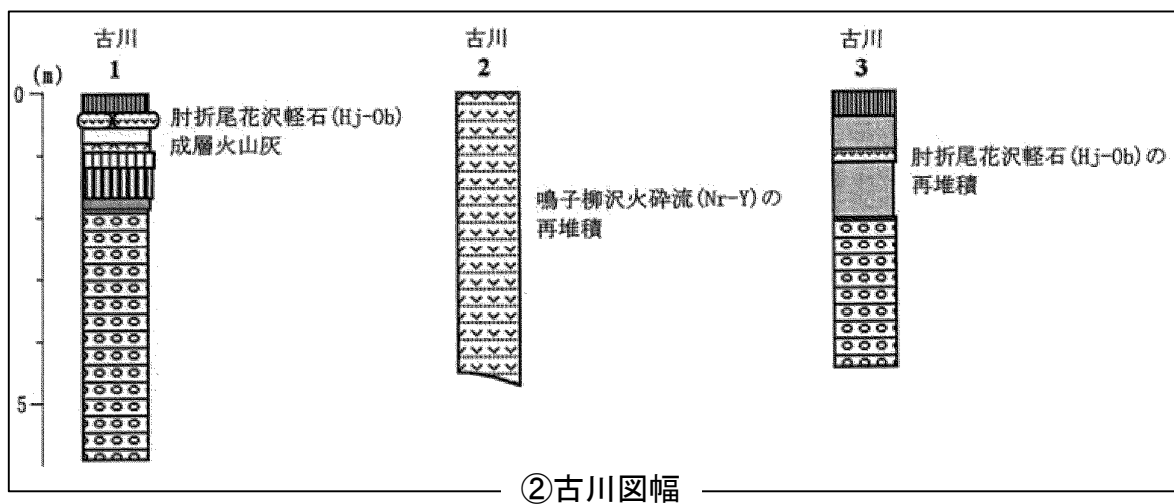 古川
1
古川
2
古川
3
(m)
0
5
肘折尾花沢軽石(Hj-Ob)
成層火山灰
鳴子柳沢火砕流(Nr-Y)の
再堆積
肘折尾花沢軽石(Hj-Ob)の
再堆積
②古川図幅